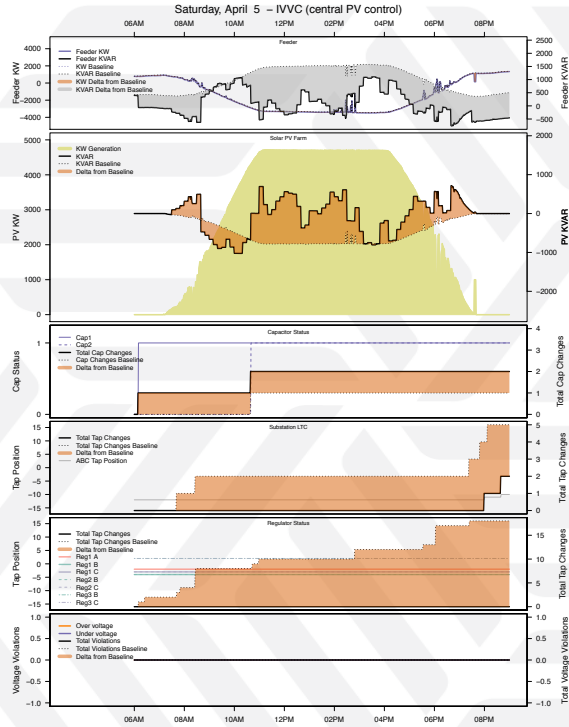 Saturday, April 5 – IVVC (central PV control)
06AM 08AM 10AM 12PM 02PM 04PM 06PM 08PM
Feeder
Feeder KW
Feeder KVAR
KW Baseline
KVAR Baseline
KW Delta from Baseline
KVAR Delta from Baseline
4000
2000
0
−2000
−4000
Feeder KW
2500
2000
1500
1000
500
0
−500
Feeder KVAR
Solar PV Farm
KW Generation
KVAR
KVAR Baseline
Delta from Baseline
5000
4000
3000
2000
1000
0
PV KW
2000
1000
0
−1000
−2000
PV KVAR
Capacitor Status
Cap1
Cap2
Total Cap Changes
Cap Changes Baseline
Delta from Baseline
1
0
Cap Status
4
3
2
1
0
Total Cap Changes
Substation LTC
Total Tap Changes
Total Tap Changes Baseline
Delta from Baseline
ABC Tap Position
15
10
5
0
−5
−10
−15
Tap Position
5
4
3
2
1
0
Total Tap Changes
Regulator Status
Total Tap Changes
Total Tap Changes Baseline
Delta from Baseline
Reg1 A
Reg1 B
Reg1 C
Reg2 B
Reg2 C
Reg3 B
Reg3 C
15
10
5
0
−5
−10
−15
Tap Position
15
10
5
0
Total Tap Changes
Voltage Violations
Over voltage
Under voltage
Total Violations
Total Violations Baseline
Delta from Baseline
1.0
0.5
0.0
−0.5
−1.0
Voltage Violations
1.0
0.5
0.0
−0.5
−1.0
Total Voltage Violations
06AM 08AM 10AM 12PM 02PM 04PM 06PM 08PM